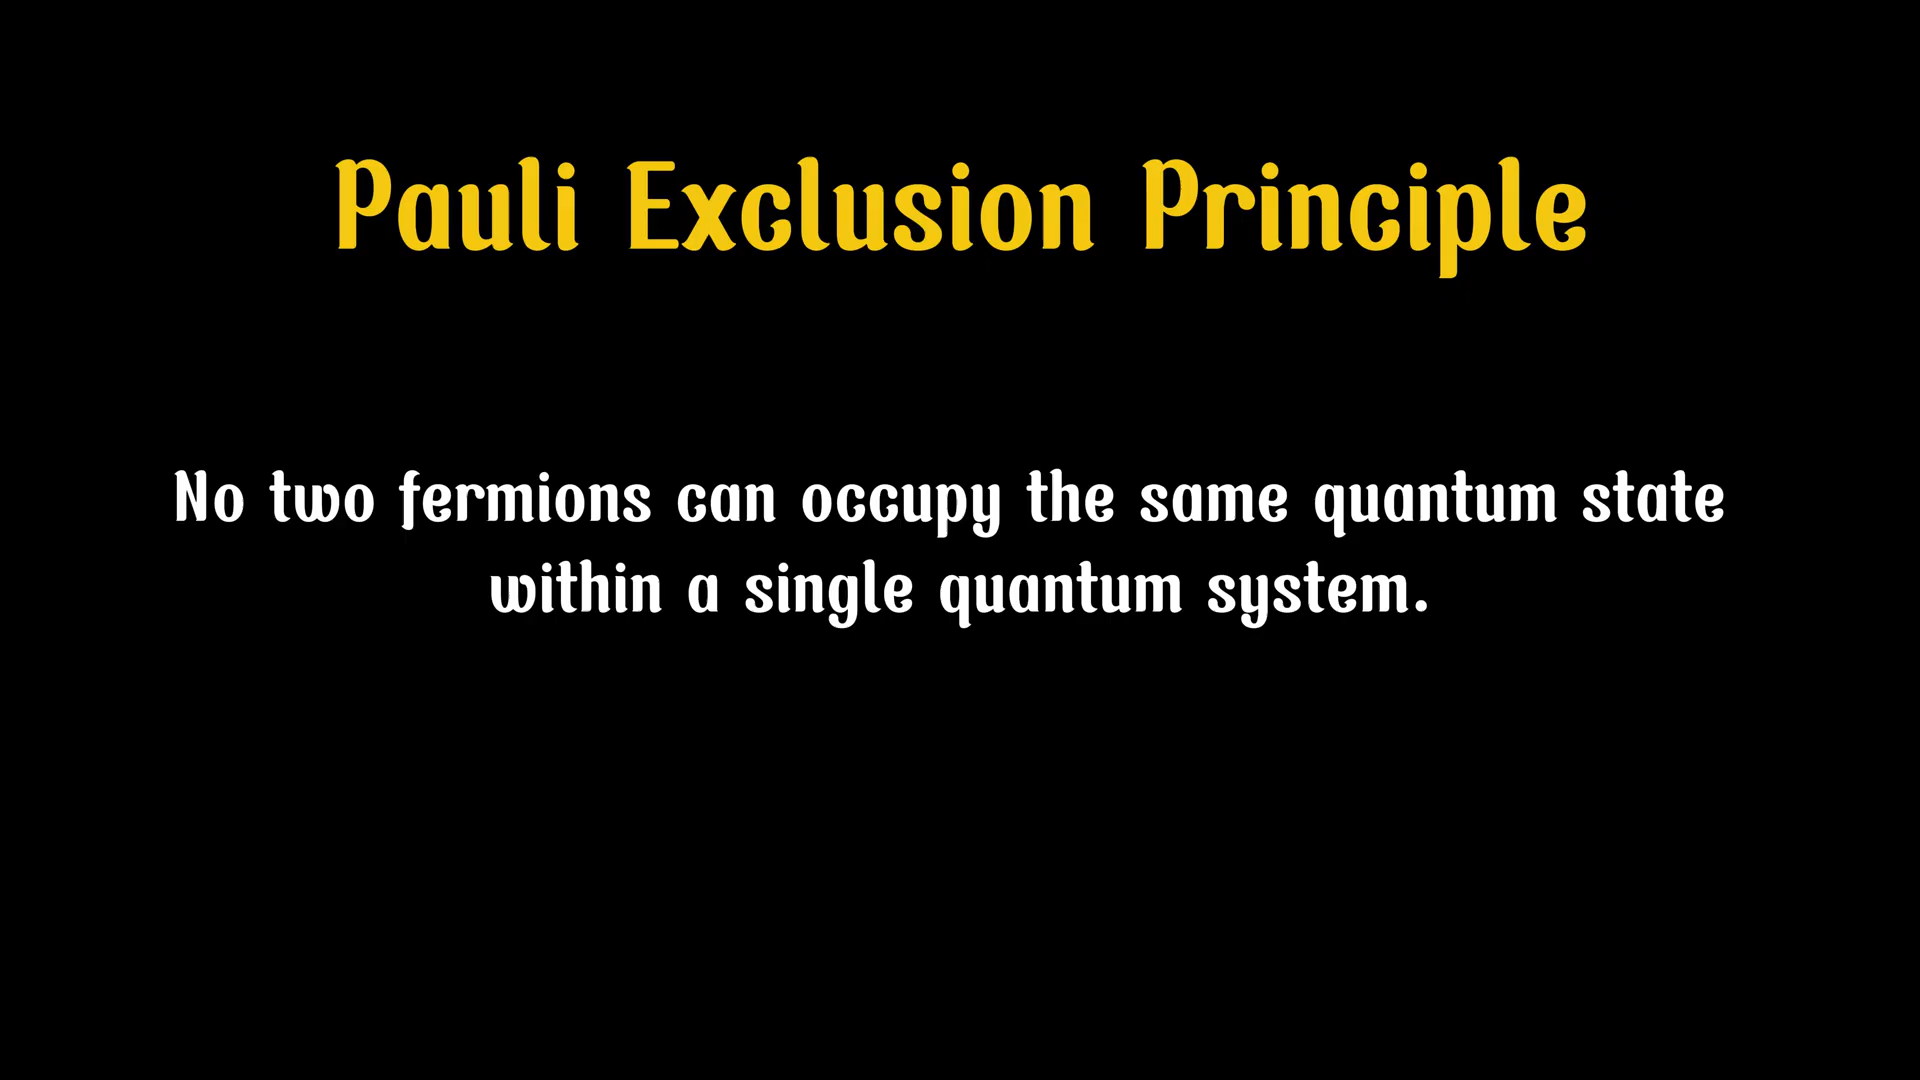 Pauli Exclusion Principle
No two fermions can occupy the same quantum state
within a single quantum system.